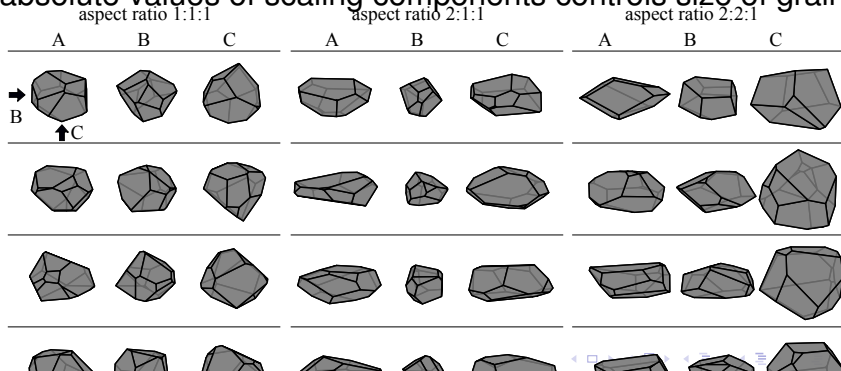 absolute values of scaling components controls size of grain
aspect ratio 1:1:1 aspect ratio 2:1:1 aspect ratio 2:2:1
A B C A B C A B C
B
C